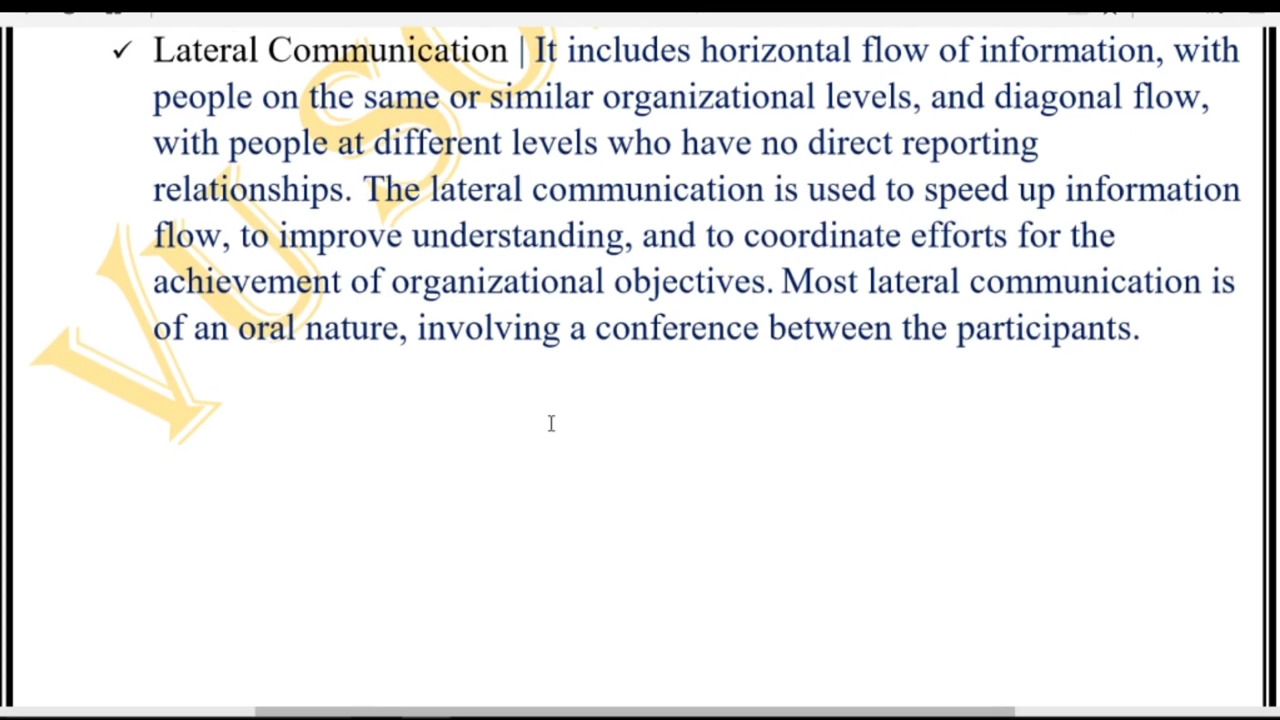 ✓ Lateral Communication | It includes horizontal flow of information, with
people on the same or similar organizational levels, and diagonal flow,
with people at different levels who have no direct reporting
relationships. The lateral communication is used to speed up information
flow, to improve understanding, and to coordinate efforts for the
achievement of organizational objectives. Most lateral communication is
of an oral nature, involving a conference between the participants.